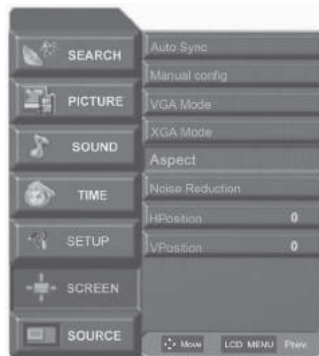 SEARCH
PICTURE
SOUND
TIME
SETUP
SCREEN
SOURCE
Auto Sync
Manual config
VGA Mode
XGA Mode
Aspect
Noise Reduction
HPosition 0
VPosition 0
Move LCD MENU Prev.